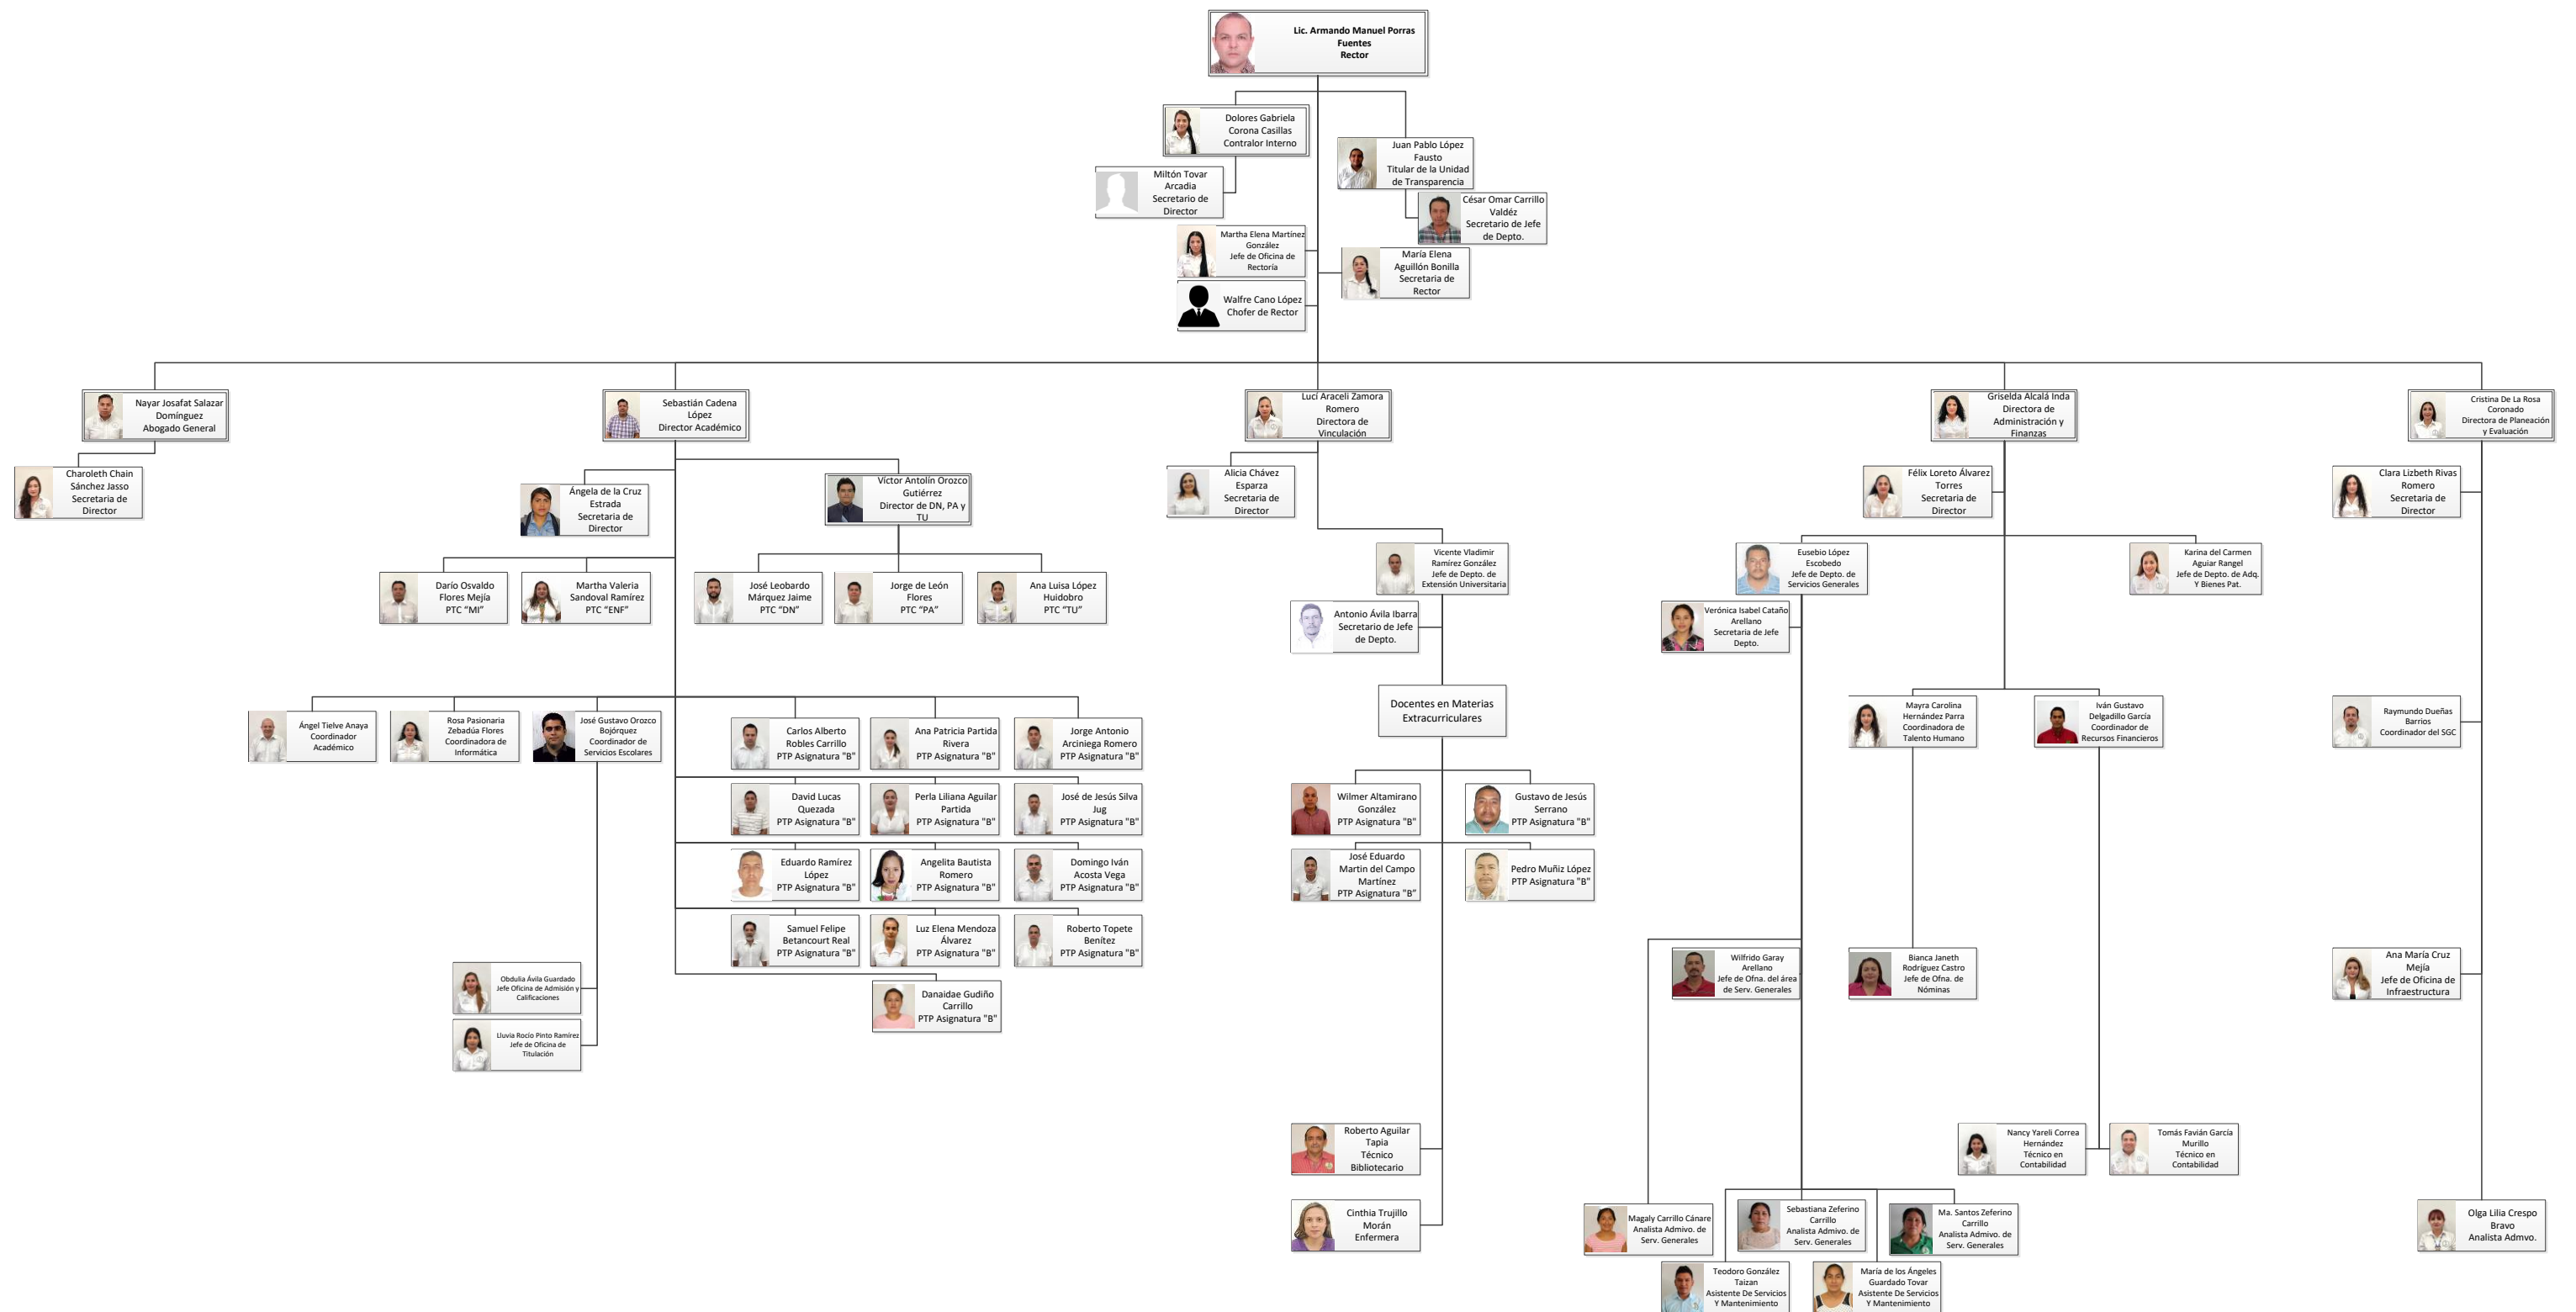 Lic. Armando Manuel Porras
Fuentes
Rector
Dolores Gabriela
Corona Casillas
Contralor Interno
Juan Pablo López
Fausto
Titular de la Unidad
de Transparencia
Miltón Tovar
Arcadia
Secretario de
Director
César Omar Carrillo
Valdéz
Secretario de Jefe
de Depto.
Martha Elena Martínez
González
Jefe de Oficina de
Rectoría
María Elena
Aguillón Bonilla
Secretaria de
Rector
Walfre Cano López
Chofer de Rector
Nayar Josafat Salazar
Domínguez
Abogado General
Sebastián Cadena
López
Director Académico
Lucí Araceli Zamora
Romero
Directora de
Vinculación
Griselda Alcalá Inda
Directora de
Administración y
Finanzas
Cristina De La Rosa
Coronado
Directora de Planeación
y Evaluación
Charoleth Chain
Sánchez Jasso
Secretaria de
Director
Ángela de la Cruz
Estrada
Secretaria de
Director
Víctor Antolín Orozco
Gutiérrez
Director de DN, PA y
TU
Alicia Chávez
Esparza
Secretaria de
Director
Félix Loreto Álvarez
Torres
Secretaria de
Director
Clara Lizbeth Rivas
Romero
Secretaria de
Director
Darío Osvaldo
Flores Mejía
PTC “MI”
Martha Valeria
Sandoval Ramírez
PTC “ENF”
José Leobardo
Márquez Jaime
PTC “DN”
Jorge de León
Flores
PTC “PA”
Ana Luisa López
Huidobro
PTC “TU”
Vicente Vladimir
Ramírez González
Jefe de Depto. de
Extensión Universitaria
Eusebio López
Escobedo
Jefe de Depto. de
Servicios Generales
Karina del Carmen
Aguiar Rangel
Jefe de Depto. de Adq.
Y Bienes Pat.
Antonio Ávila Ibarra
Secretario de Jefe
de Depto.
Verónica Isabel Cataño
Arellano
Secretaria de Jefe
Depto.
Docentes en Materias
Extracurriculares
Ángel Tielve Anaya
Coordinador
Académico
Rosa Pasionaria
Zebadúa Flores
Coordinadora de
Informática
José Gustavo Orozco
Bojórquez
Coordinador de
Servicios Escolares
Carlos Alberto
Robles Carrillo
PTP Asignatura "B"
Ana Patricia Partida
Rivera
PTP Asignatura "B"
Jorge Antonio
Arciniega Romero
PTP Asignatura "B"
Mayra Carolina
Hernández Parra
Coordinadora de
Talento Humano
Iván Gustavo
Delgadillo García
Coordinador de
Recursos Financieros
Raymundo Dueñas
Barrios
Coordinador del SGC
David Lucas
Quezada
PTP Asignatura "B"
Perla Liliana Aguilar
Partida
PTP Asignatura "B"
José de Jesús Silva
Jug
PTP Asignatura "B"
Wilmer Altamirano
González
PTP Asignatura "B"
Gustavo de Jesús
Serrano
PTP Asignatura "B"
Eduardo Ramírez
López
PTP Asignatura "B"
Angelita Bautista
Romero
PTP Asignatura "B"
Domingo Iván
Acosta Vega
PTP Asignatura "B"
José Eduardo
Martin del Campo
Martínez
PTP Asignatura "B"
Pedro Muñiz López
PTP Asignatura "B"
Samuel Felipe
Betancourt Real
PTP Asignatura "B"
Luz Elena Mendoza
Álvarez
PTP Asignatura "B"
Roberto Topete
Benítez
PTP Asignatura "B"
Wilfrido Garay
Arellano
Jefe de Ofna. del área
de Serv. Generales
Bianca Janeth
Rodríguez Castro
Jefe de Ofna. de
Nóminas
Ana María Cruz
Mejía
Jefe de Oficina de
Infraestructura
Obdulia Ávila Guardado
Jefe Oficina de Admisión y
Calificaciones
Danaidae Gudiño
Carrillo
PTP Asignatura "B"
Lluvia Rocío Pinto Ramírez
Jefe de Oficina de
Titulación
Roberto Aguilar
Tapia
Técnico
Bibliotecario
Nancy Yareli Correa
Hernández
Técnico en
Contabilidad
Tomás Favián García
Murillo
Técnico en
Contabilidad
Cinthia Trujillo
Morán
Enfermera
Magaly Carrillo Cánare
Analista Admivo. de
Serv. Generales
Sebastiana Zeferino
Carrillo
Analista Admivo. de
Serv. Generales
Ma. Santos Zeferino
Carrillo
Analista Admivo. de
Serv. Generales
Olga Lilia Crespo
Bravo
Analista Admvo.
Teodoro González
Taizan
Asistente De Servicios
Y Mantenimiento
María de los Ángeles
Guardado Tovar
Asistente De Servicios
Y Mantenimiento